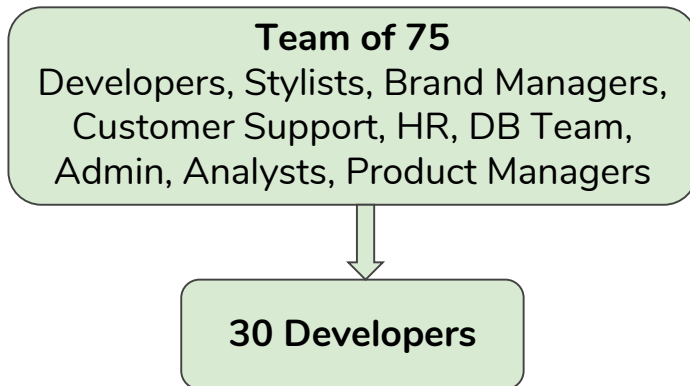 Team of 75
Developers, Stylists, Brand Managers,
Customer Support, HR, DB Team,
Admin, Analysts, Product Managers
30 Developers